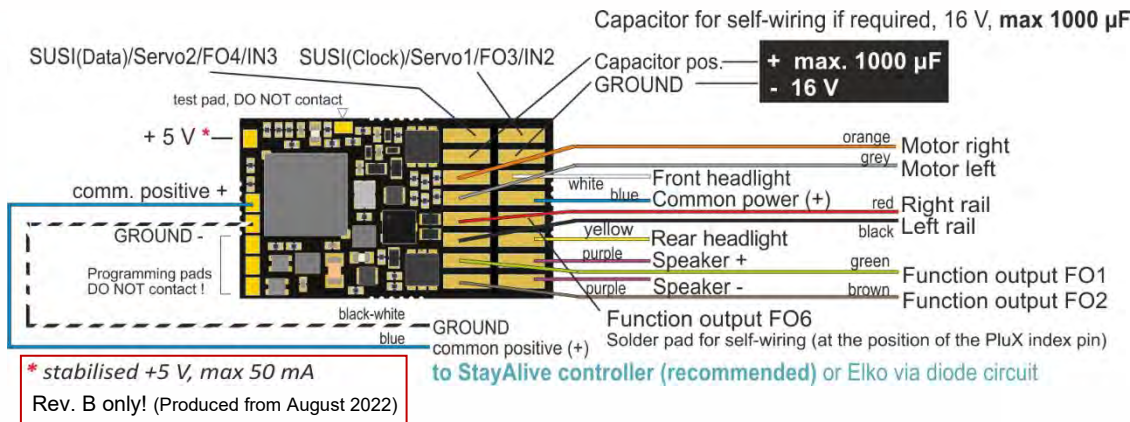 Capacitor for self-wiring if required, 16 V, max 1000 µF
SUSI(Data)/Servo2/FO4/IN3
SUSI(Clock)/Servo1/FO3/IN2
Capacitor pos.
+ max. 1000 µF
GROUND
- 16 V
test pad, DO NOT contact
+ 5 V *
orange
Motor right
grey
Motor left
comm. positive +
white
Front headlight
blue
Common power (+)
red
Right rail
black
Left rail
GROUND -
yellow
Rear headlight
purple
Speaker +
green
Function output FO1
Programming pads
DO NOT contact !
purple
Speaker -
brown
Function output FO2
black-white
GROUND
Function output FO6
Solder pad for self-wiring (at the position of the PluX index pin)
blue
common positive (+)
to StayAlive controller (recommended) or Elko via diode circuit
* stabilised +5 V, max 50 mA
Rev. B only! (Produced from August 2022)